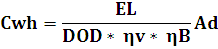 Cwh = EL / DOD * ηv * ηB Ad